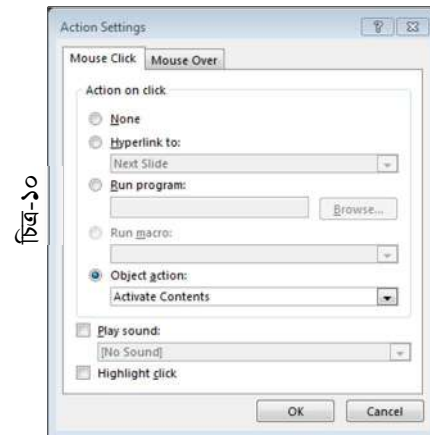 Action Settings
Mouse Click Mouse Over
Action on click
None
Hyperlink to:
Next Slide
Run program:
Browse...
Run macro:
Object action:
Activate Contents
Play sound:
[No Sound]
Highlight click
OK Cancel
চিত্র-১০